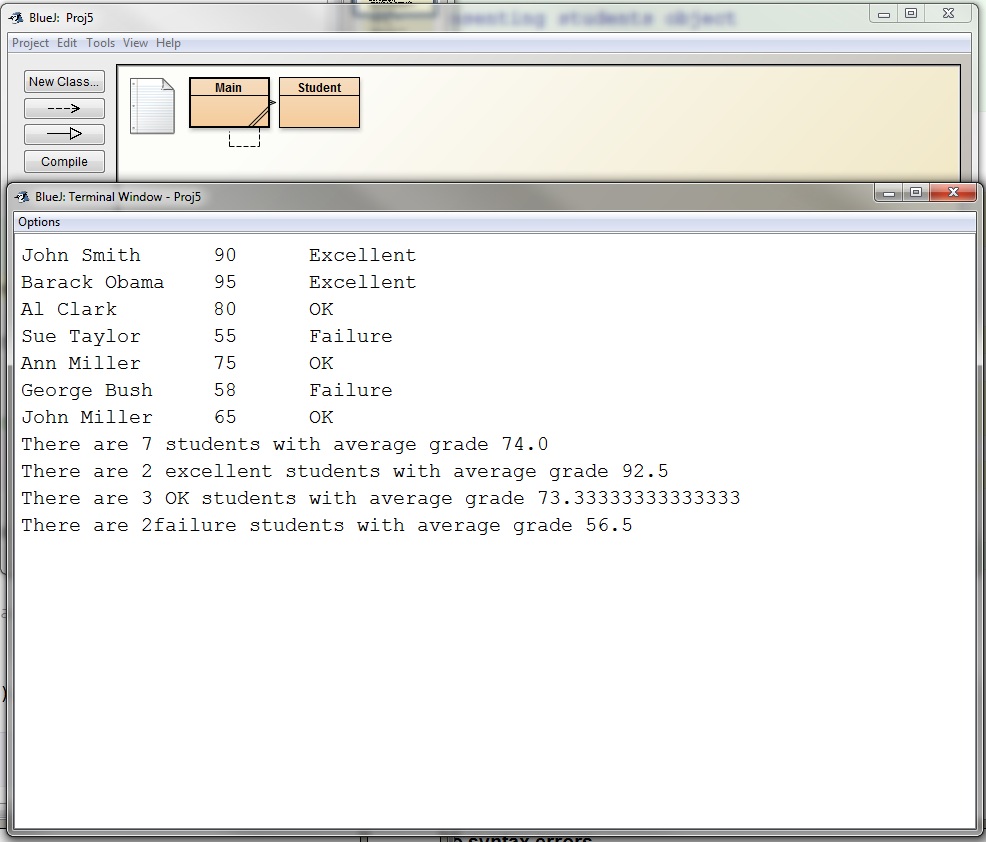 BlueJ: Proj5
menting students object
Project Edit Tools View Help
New Class...
Main
Student
Compile
BlueJ: Terminal Window - Proj5
Options
John Smith 90 Excellent
Barack Obama 95 Excellent
Al Clark 80 OK
Sue Taylor 55 Failure
Ann Miller 75 OK
George Bush 58 Failure
John Miller 65 OK
There are 7 students with average grade 74.0
There are 2 excellent students with average grade 92.5
There are 3 OK students with average grade 73.33333333333333
There are 2failure students with average grade 56.5
)
syntax errors